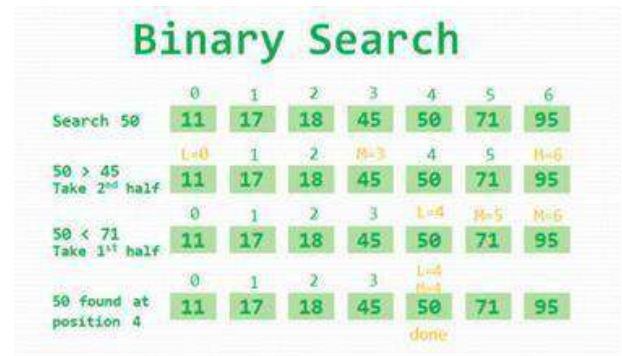 Binary Search
0 1 2 3 4 5 6
Search 50 11 17 18 45 50 71 95
L=0 1 2 M=3 4 5 M=6
50 > 45
Take 2nd half 11 17 18 45 50 71 95
0 1 2 3 L=4 M=5 M=6
50 < 71
Take 1st half 11 17 18 45 50 71 95
0 1 2 3 L=4
M=4
50 found at
position 4 11 17 18 45 50 71 95
done